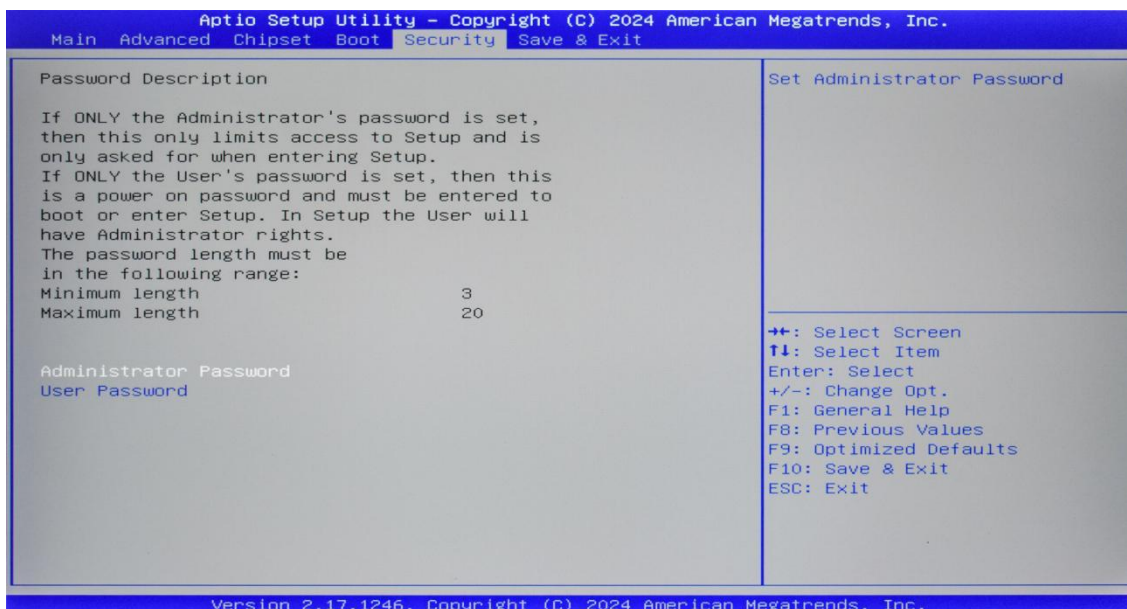 Aptio Setup Utility – Copyright (C) 2024 American Megatrends, Inc.
Main Advanced Chipset Boot Security Save & Exit
Password Description
If ONLY the Administrator's password is set,
then this only limits access to Setup and is
only asked for when entering Setup.
If ONLY the User's password is set, then this
is a power on password and must be entered to
boot or enter Setup. In Setup the User will
have Administrator rights.
The password length must be
in the following range:
Minimum length 3
Maximum length 20
Administrator Password
User Password
Set Administrator Password
→←: Select Screen
↑↓: Select Item
Enter: Select
+/-: Change Opt.
F1: General Help
F8: Previous Values
F9: Optimized Defaults
F10: Save & Exit
ESC: Exit
Version 2.17.1246. Copyright (C) 2024 American Megatrends, Inc.